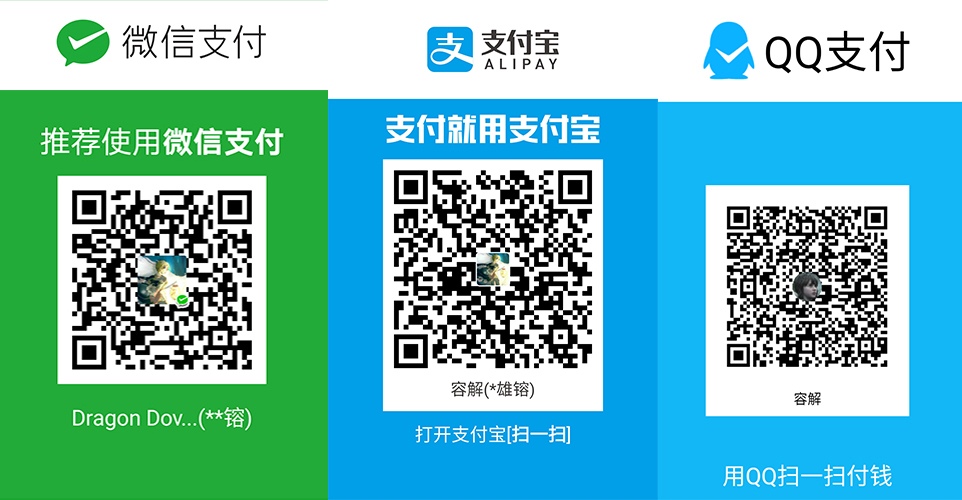 微信支付
推荐使用微信支付
Dragon Dov...(**镕)
支付宝
ALIPAY
支付就用支付宝
容解(*雄镕)
打开支付宝[扫一扫]
QQ支付
容解
用QQ扫一扫付钱